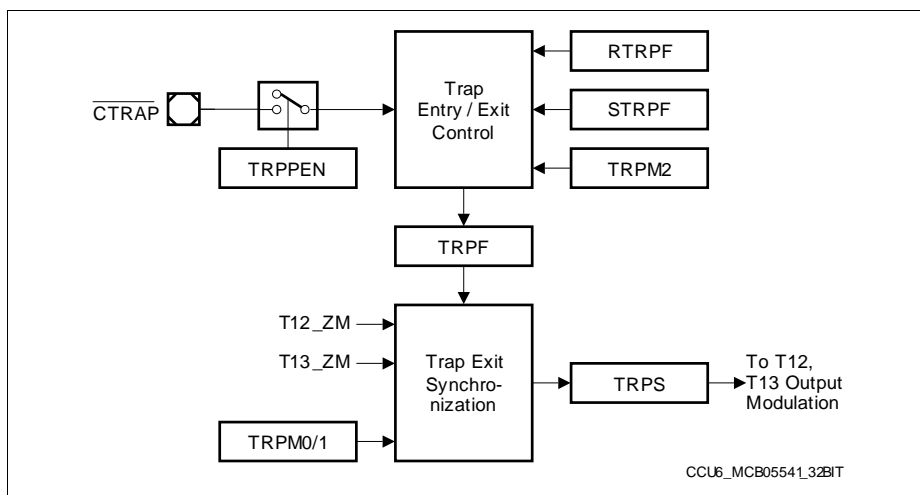 CTRAP
TRPPEN
Trap
Entry / Exit
Control
RTRPF
STRPF
TRPM2
TRPF
T12_ZM
T13_ZM
TRPM0/1
Trap Exit
Synchro-
nization
TRPS
To T12,
T13 Output
Modulation
CCU6_MCB05541_32BIT